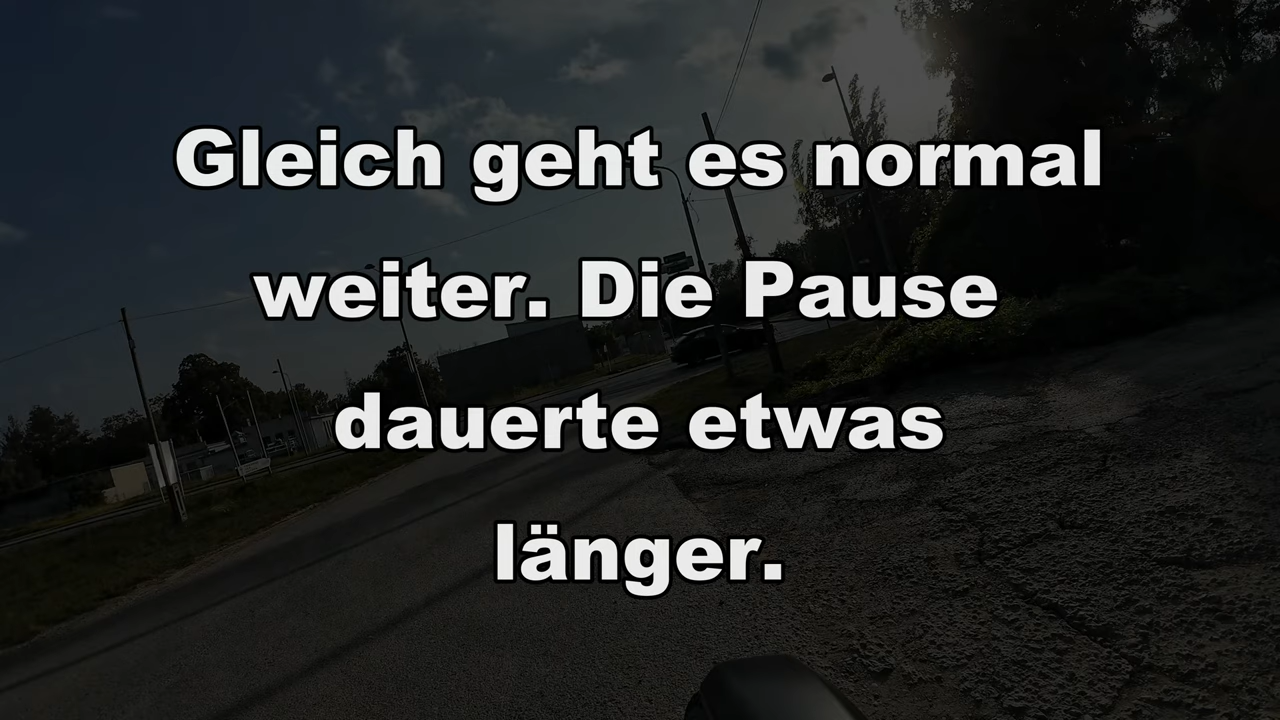 Gleich geht es normal
weiter. Die Pause
dauerte etwas
länger.